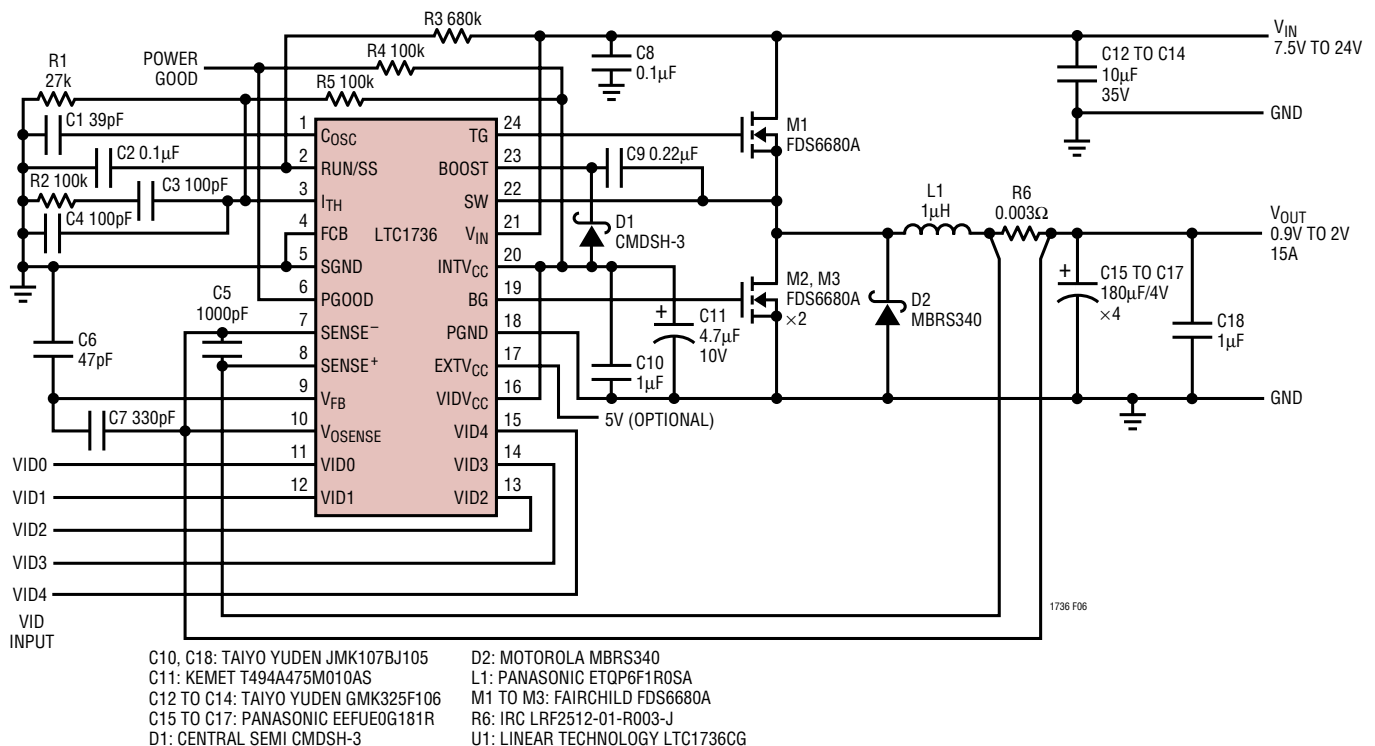 R3 680k
POWER
GOOD
R4 100k
R1
27k
R5 100k
C8
0.1µF
VIN
7.5V TO 24V
C12 TO C14
10µF
35V
GND
C1 39pF
C2 0.1µF
R2 100k
C3 100pF
C4 100pF
C5
1000pF
C6
47pF
C7 330pF
1
COSC
2
RUN/SS
3
ITH
4
FCB
5
SGND
6
PGOOD
7
SENSE–
8
SENSE+
9
VFB
10
VOSENSE
11
VID0
12
VID1
LTC1736
24
TG
23
BOOST
22
SW
21
VIN
20
INTVCC
19
BG
18
PGND
17
EXTVCC
16
VIDVCC
15
VID4
14
VID3
13
VID2
M1
FDS6680A
C9 0.22µF
D1
CMDSH-3
L1
1µH
R6
0.003Ω
VOUT
0.9V TO 2V
15A
M2, M3
FDS6680A
×2
D2
MBRS340
+
C11
4.7µF
10V
C10
1µF
+
C15 TO C17
180µF/4V
×4
C18
1µF
GND
5V (OPTIONAL)
VID0
VID1
VID2
VID3
VID4
VID
INPUT
1736 F06
C10, C18: TAIYO YUDEN JMK107BJ105
C11: KEMET T494A475M010AS
C12 TO C14: TAIYO YUDEN GMK325F106
C15 TO C17: PANASONIC EEFUE0G181R
D1: CENTRAL SEMI CMDSH-3
D2: MOTOROLA MBRS340
L1: PANASONIC ETQP6F1R0SA
M1 TO M3: FAIRCHILD FDS6680A
R6: IRC LRF2512-01-R003-J
U1: LINEAR TECHNOLOGY LTC1736CG